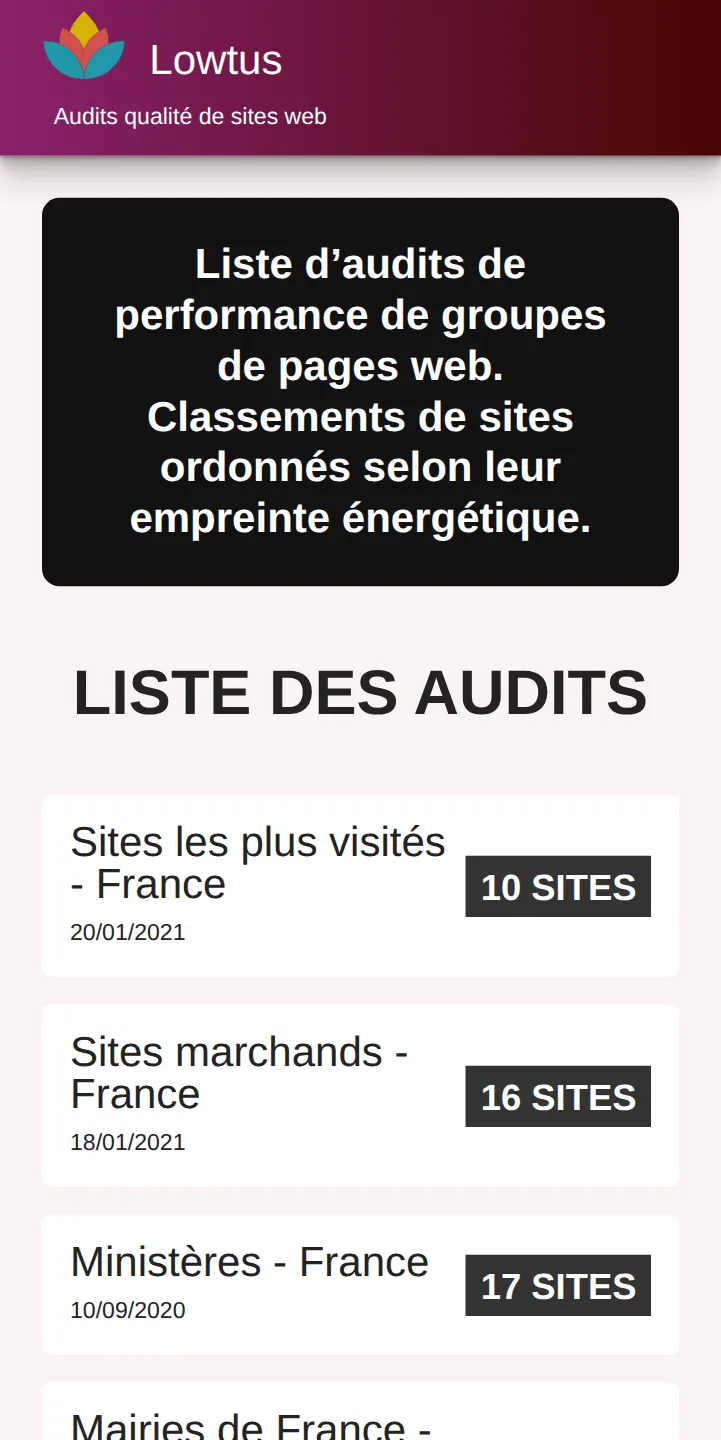 Lowtus
Audits qualité de sites web
Liste d’audits de
performance de groupes
de pages web.
Classements de sites
ordonnés selon leur
empreinte énergétique.
LISTE DES AUDITS
Sites les plus visités
- France
20/01/2021
10 SITES
Sites marchands -
France
18/01/2021
16 SITES
Ministères - France
10/09/2020
17 SITES
Mairies de France -